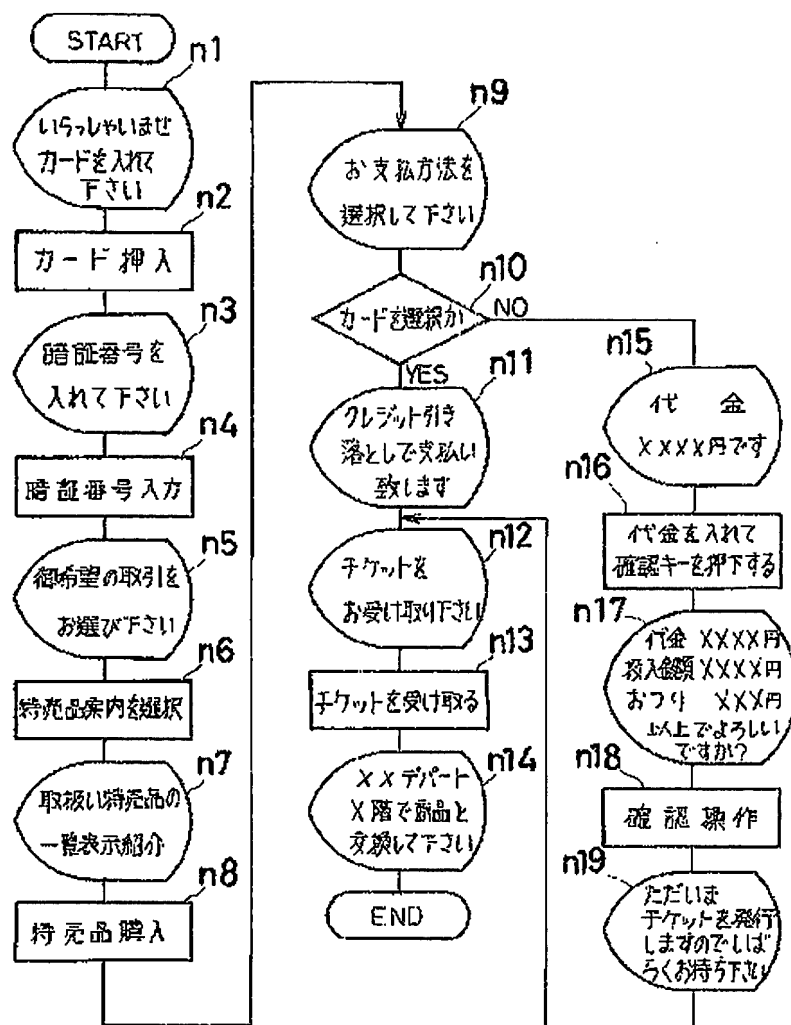 START
n1
いらっしゃいませ
カードを入れて
下さい
n2
カード押入
n3
暗証番号を
入れて下さい
n4
暗証番号入力
n5
御希望の取引を
お選び下さい
n6
特売品案内を選択
n7
取扱い特売品の
一覧表示紹介
n8
特売品購入
n9
お支払方法を
選択して下さい
n10
カードを選択か
NO
YES
n11
クレジット引き
落としで支払い
致します
n12
チケットを
お受け取り下さい
n13
チケットを受け取る
n14
××デパート
X階で商品と
交換して下さい
END
n15
代金
XXXX円です
n16
代金を入れて
確認キーを押下する
n17
代金 XXXX円
投入金額 XXXX円
おつり XXX円
以上でよろしい
ですか?
n18
確認操作
n19
ただいま
チケットを発行
しますのでしば
らくお待ち下さい